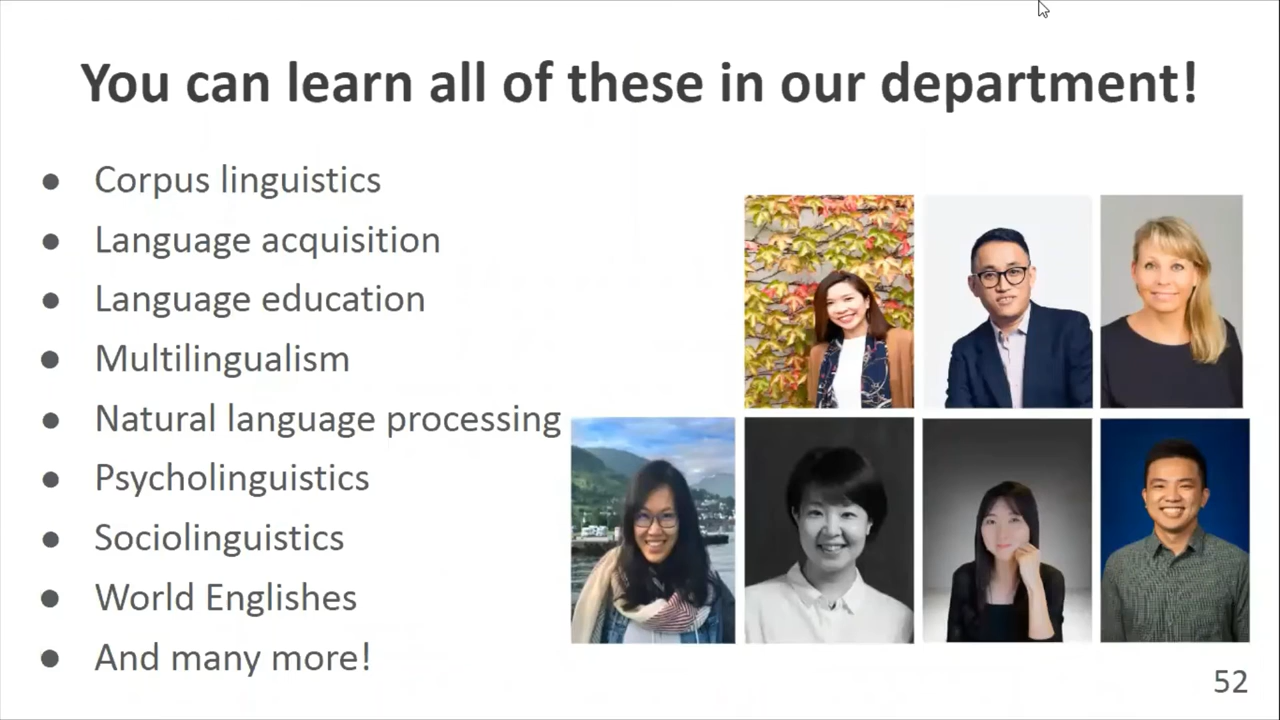 You can learn all of these in our department!
● Corpus linguistics
● Language acquisition
● Language education
● Multilingualism
● Natural language processing
● Psycholinguistics
● Sociolinguistics
● World Englishes
● And many more!
52